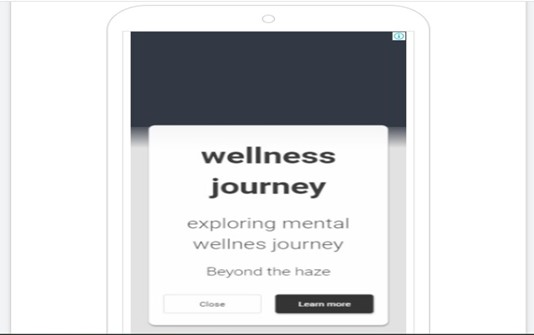 wellness
journey
exploring mental
wellnes journey
Beyond the haze
Close Learn more